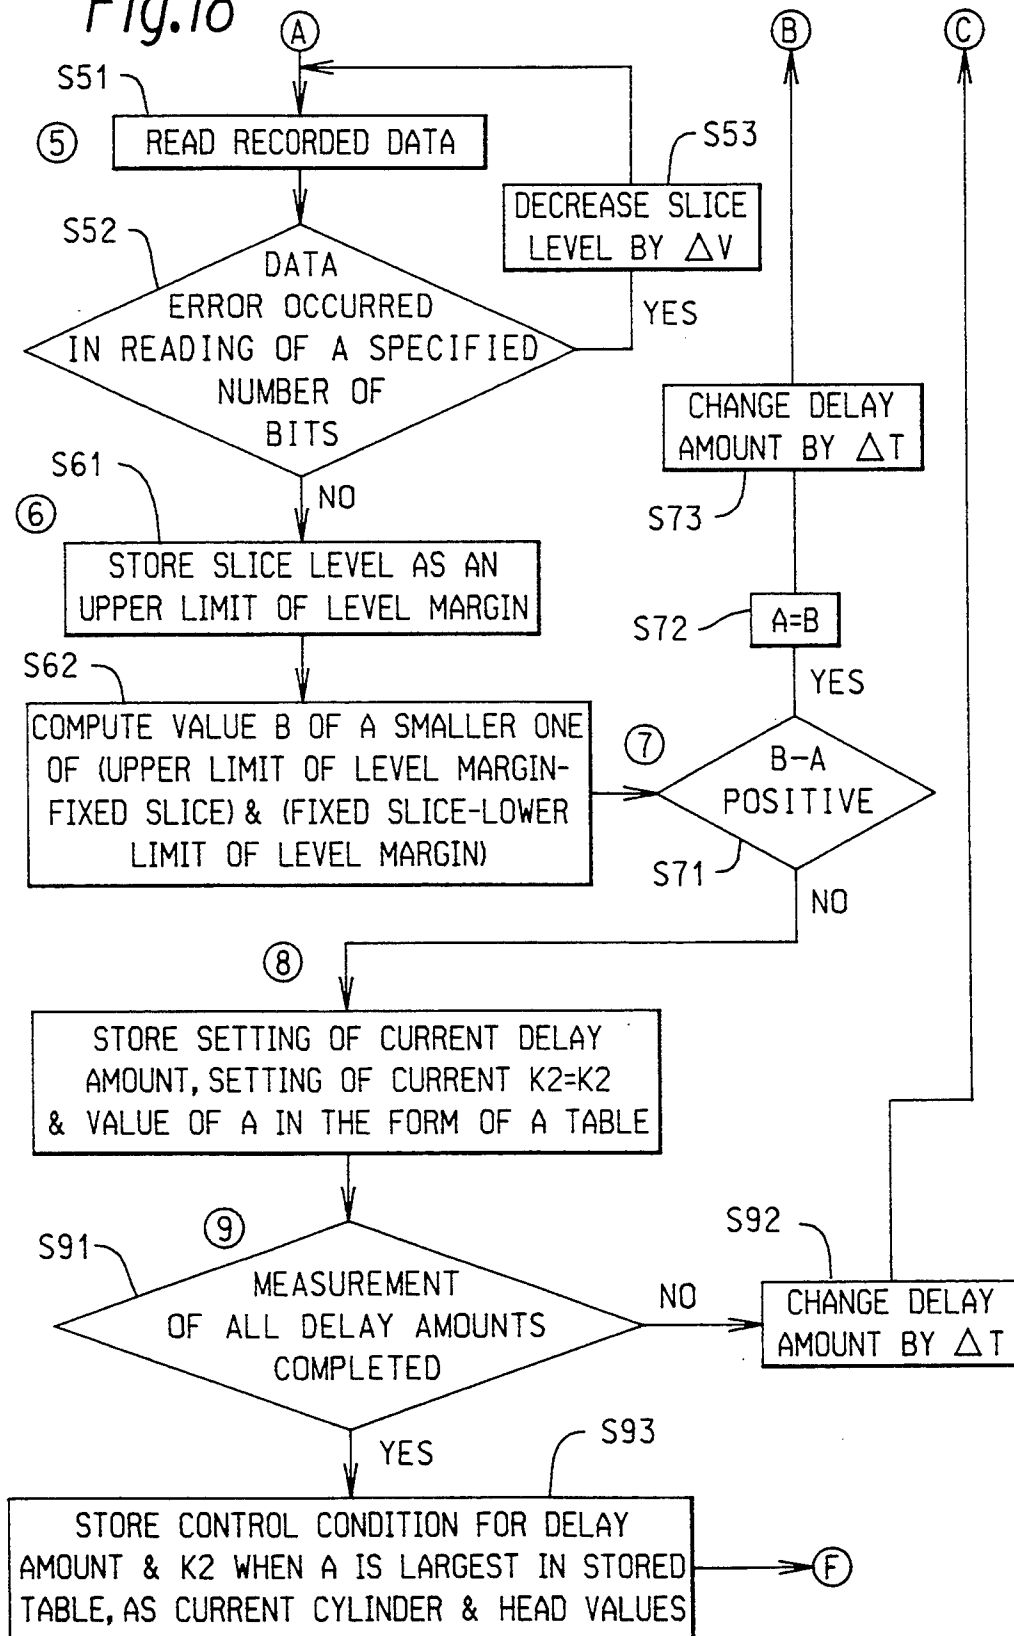 Fig.18
A
B
C
S51
⑤
READ RECORDED DATA
S53
DECREASE SLICE
LEVEL BY △V
YES
S52
DATA
ERROR OCCURRED
IN READING OF A SPECIFIED
NUMBER OF
BITS
NO
CHANGE DELAY
AMOUNT BY △T
S73
S61
⑥
STORE SLICE LEVEL AS AN
UPPER LIMIT OF LEVEL MARGIN
S72
A=B
YES
S62
COMPUTE VALUE B OF A SMALLER ONE
OF (UPPER LIMIT OF LEVEL MARGIN-
FIXED SLICE) & (FIXED SLICE-LOWER
LIMIT OF LEVEL MARGIN)
⑦
B-A
POSITIVE
S71
NO
⑧
STORE SETTING OF CURRENT DELAY
AMOUNT, SETTING OF CURRENT K2=K2
& VALUE OF A IN THE FORM OF A TABLE
S91
⑨
MEASUREMENT
OF ALL DELAY AMOUNTS
COMPLETED
NO
S92
CHANGE DELAY
AMOUNT BY △T
YES
S93
STORE CONTROL CONDITION FOR DELAY
AMOUNT & K2 WHEN A IS LARGEST IN STORED
TABLE, AS CURRENT CYLINDER & HEAD VALUES
F